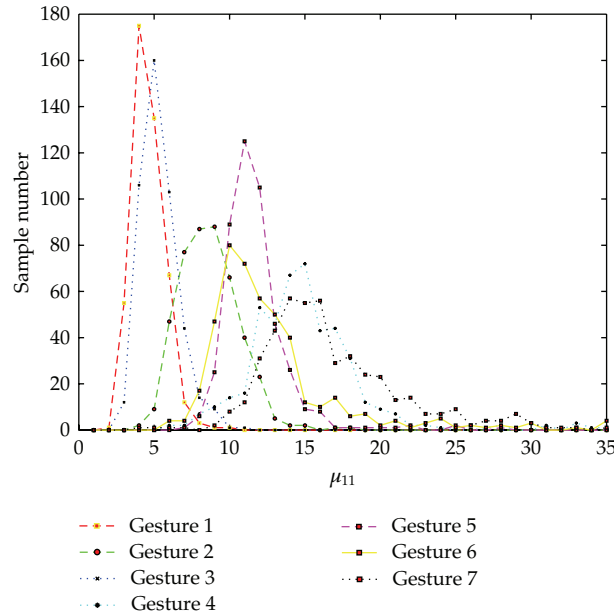 180
160
140
120
100
80
60
40
20
0
Sample number
0 5 10 15 20 25 30 35
μ11
Gesture 1
Gesture 2
Gesture 3
Gesture 4
Gesture 5
Gesture 6
Gesture 7